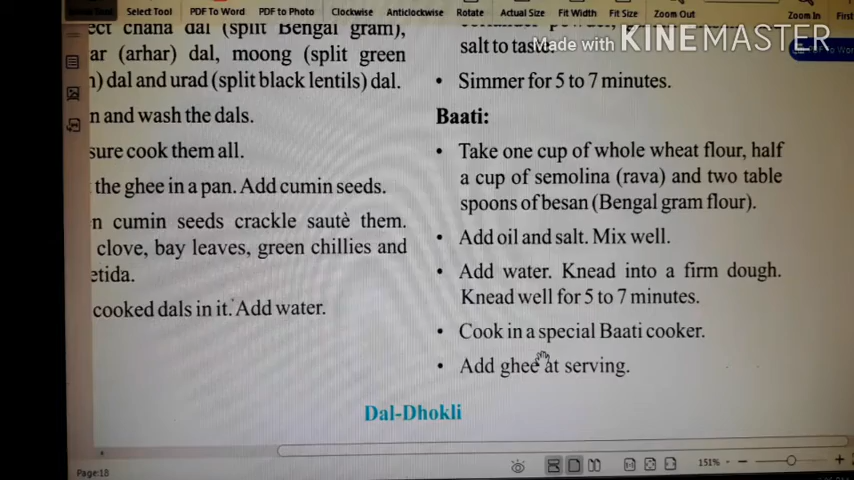 Select Tool
PDF To Word
PDF to Photo
Clockwise
Anticlockwise
Rotate
Actual Size
Fit Width
Fit Size
Zoom Out
Zoom In
First
Made with KINEMASTER
ect chana dal (split Bengal gram),
ar (arhar) dal, moong (split green
) dal and urad (split black lentils) dal.
n and wash the dals.
sure cook them all.
the ghee in a pan. Add cumin seeds.
n cumin seeds crackle sautè them.
clove, bay leaves, green chillies and
etida.
cooked dals in it. Add water.
salt to taste.
• Simmer for 5 to 7 minutes.
Baati:
• Take one cup of whole wheat flour, half
a cup of semolina (rava) and two table
spoons of besan (Bengal gram flour).
• Add oil and salt. Mix well.
• Add water. Knead into a firm dough.
Knead well for 5 to 7 minutes.
• Cook in a special Baati cooker.
• Add ghee at serving.
Dal-Dhokli
Page:18
151%